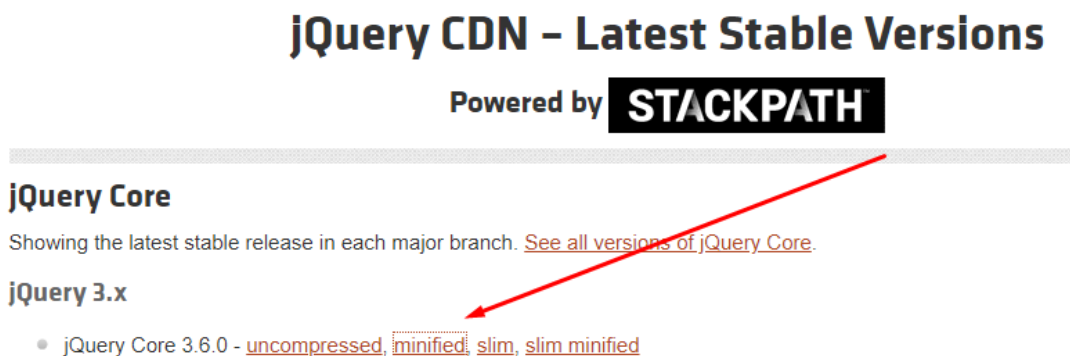 jQuery CDN – Latest Stable Versions
Powered by STACKPATH
jQuery Core
Showing the latest stable release in each major branch. See all versions of jQuery Core.
jQuery 3.x
jQuery Core 3.6.0 - uncompressed, minified, slim, slim minified